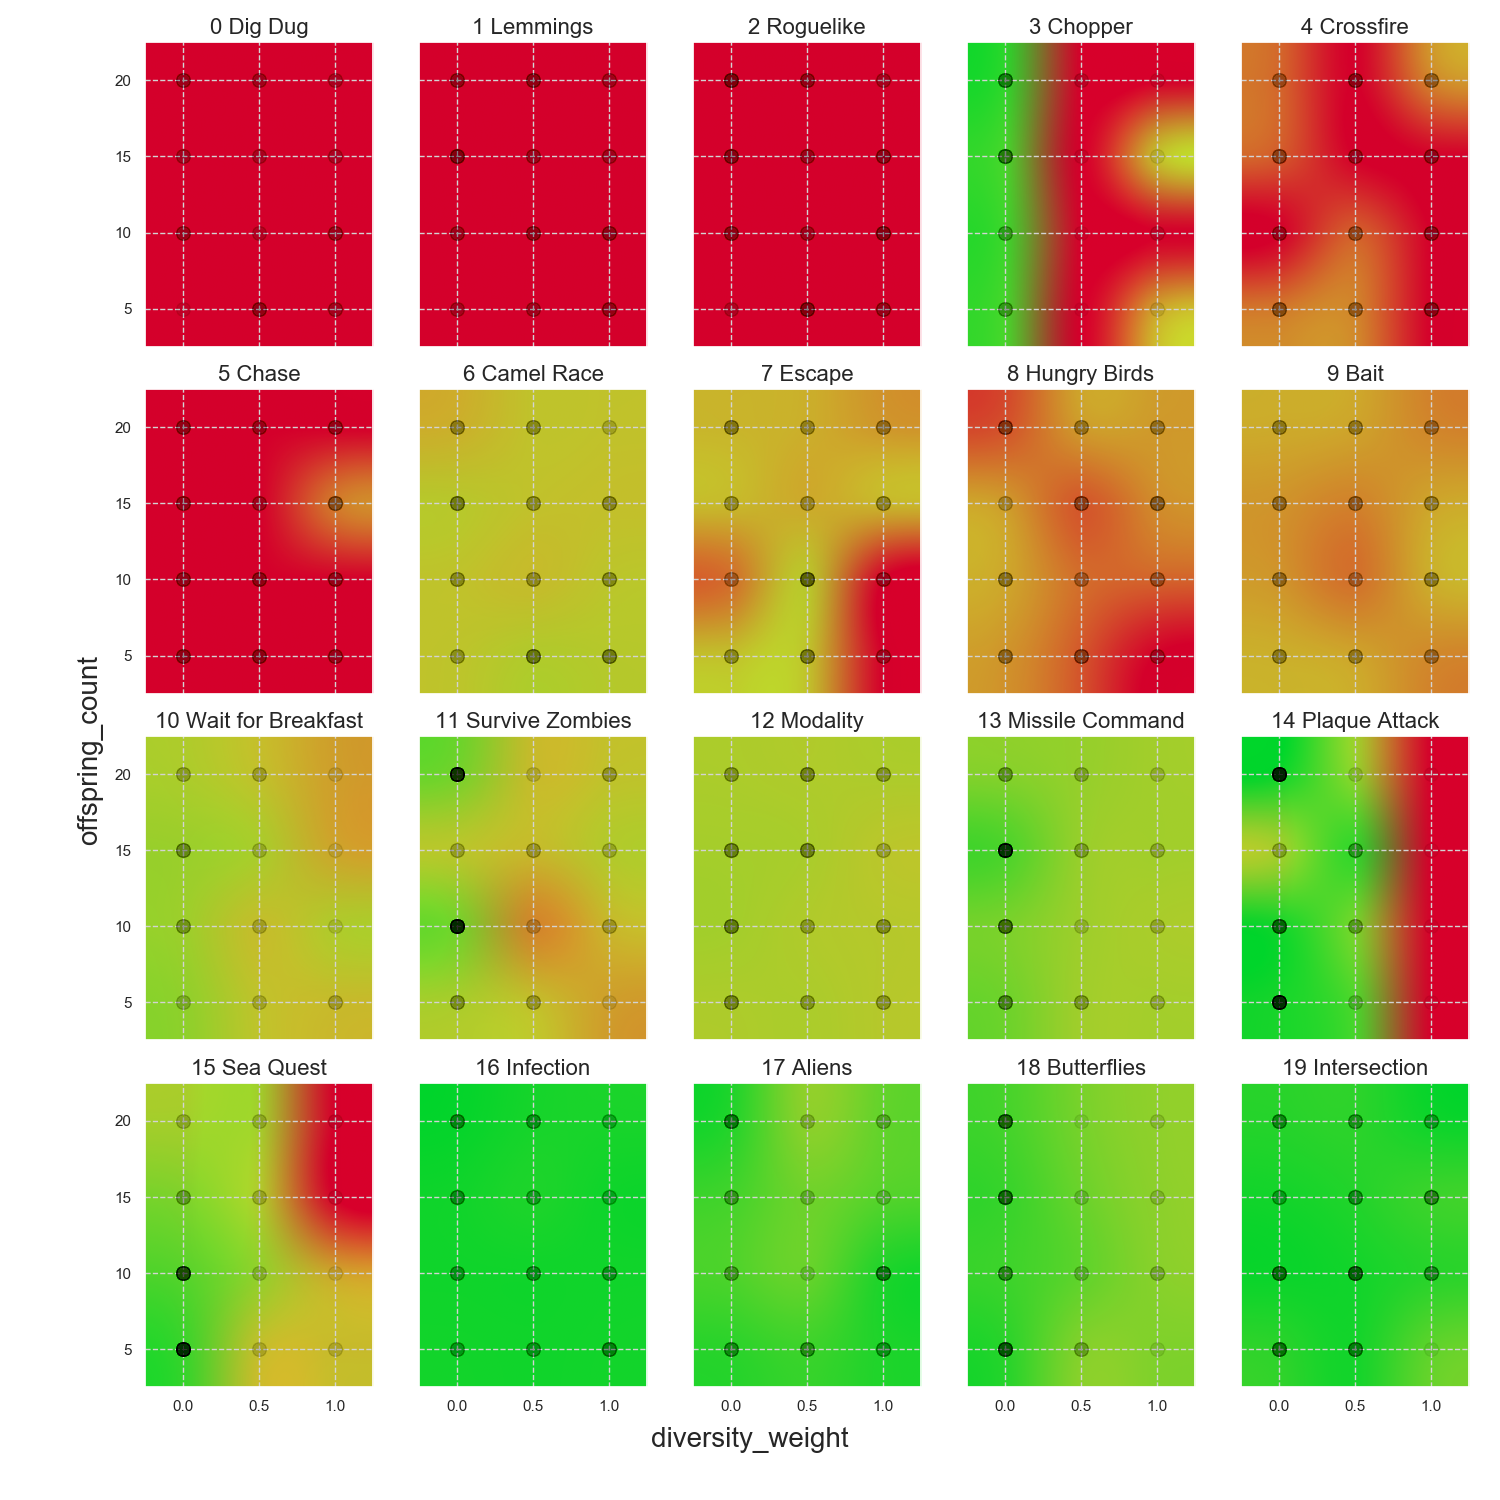 0 Dig Dug
1 Lemmings
2 Roguelike
3 Chopper
4 Crossfire
20
15
10
5
5 Chase
6 Camel Race
7 Escape
8 Hungry Birds
9 Bait
20
15
10
5
offspring_count
10 Wait for Breakfast
11 Survive Zombies
12 Modality
13 Missile Command
14 Plaque Attack
20
15
10
5
15 Sea Quest
16 Infection
17 Aliens
18 Butterflies
19 Intersection
20
15
10
5
0.0 0.5 1.0
0.0 0.5 1.0
0.0 0.5 1.0
0.0 0.5 1.0
0.0 0.5 1.0
diversity_weight